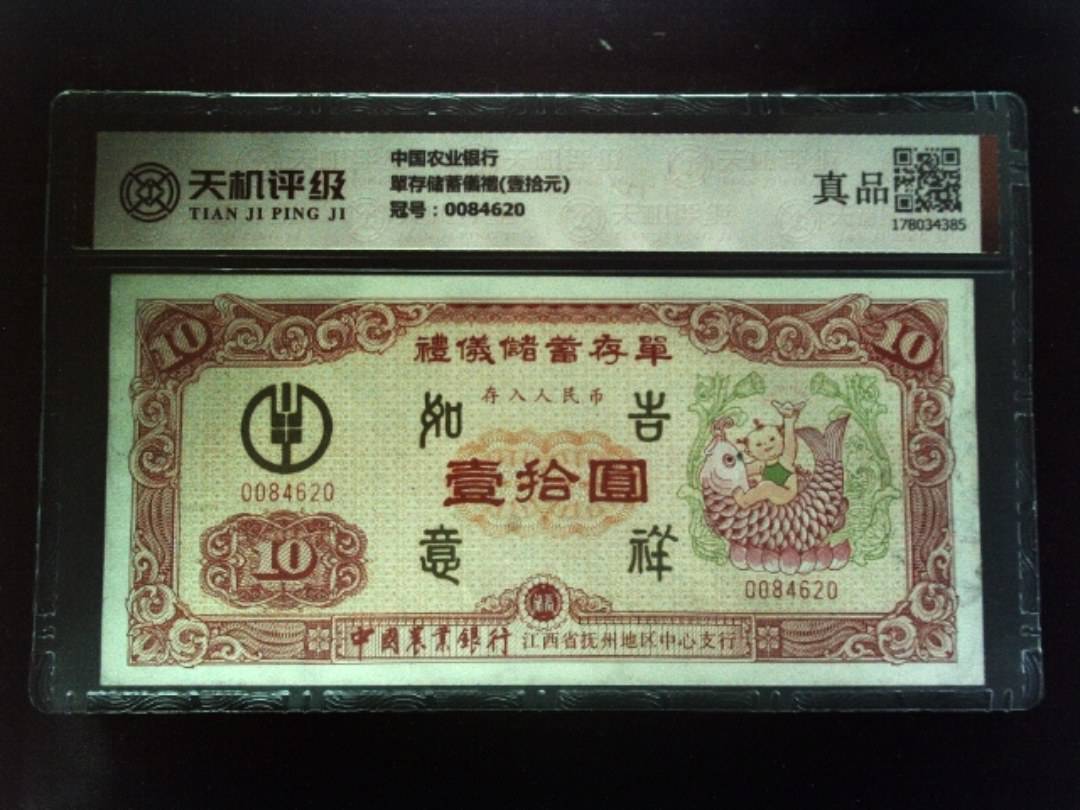 天机评级
TIAN JI PING JI
中国农业银行
單存储蓄儀禮(壹拾元)
冠号：0084620
真品
178034385
10
10
禮儀儲蓄存單
存入人民币
如 吉
壹拾圓
意 祥
0084620
10
0084620
中國農業銀行 江西省抚州地区中心支行